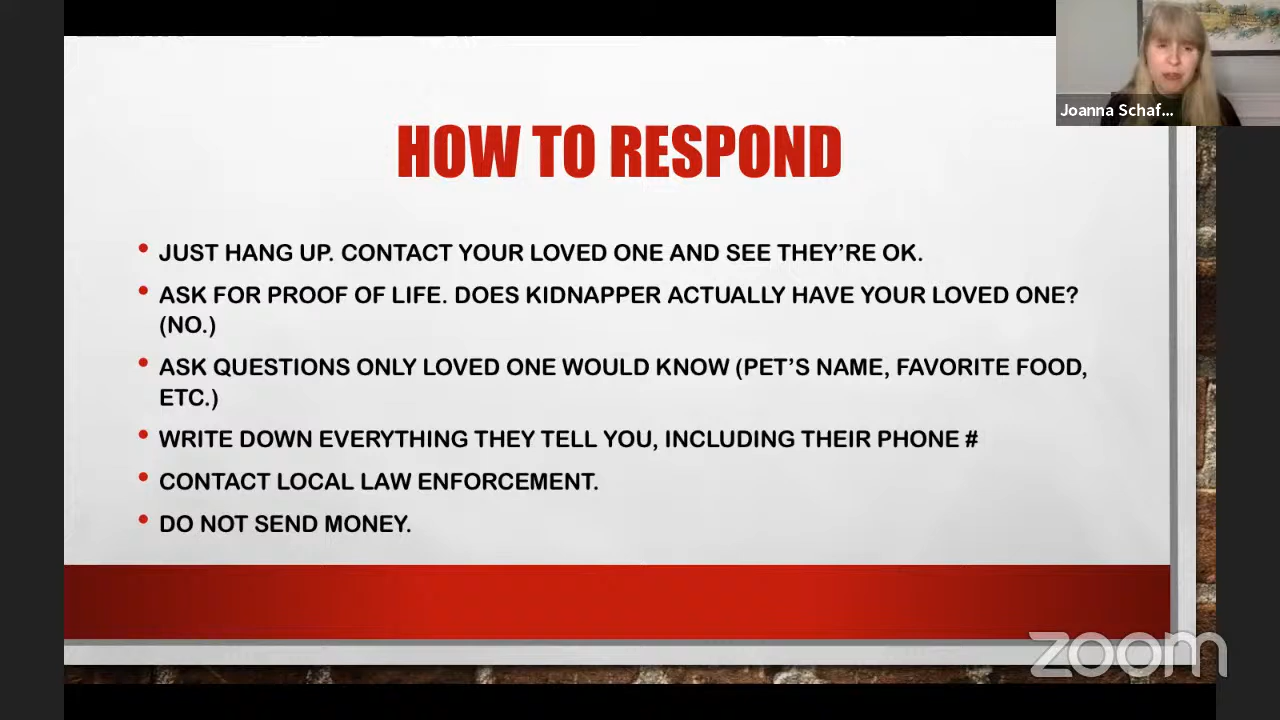 Joanna Schaf...
HOW TO RESPOND
• JUST HANG UP. CONTACT YOUR LOVED ONE AND SEE THEY'RE OK.
• ASK FOR PROOF OF LIFE. DOES KIDNAPPER ACTUALLY HAVE YOUR LOVED ONE?
(NO.)
• ASK QUESTIONS ONLY LOVED ONE WOULD KNOW (PET'S NAME, FAVORITE FOOD,
ETC.)
• WRITE DOWN EVERYTHING THEY TELL YOU, INCLUDING THEIR PHONE #
• CONTACT LOCAL LAW ENFORCEMENT.
• DO NOT SEND MONEY.
zoom